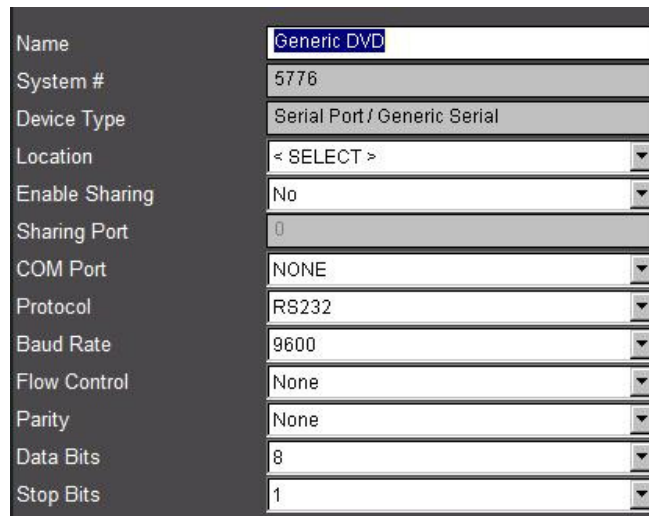 Name Generic DVD
System # 5776
Device Type Serial Port / Generic Serial
Location < SELECT >
Enable Sharing No
Sharing Port 0
COM Port NONE
Protocol RS232
Baud Rate 9600
Flow Control None
Parity None
Data Bits 8
Stop Bits 1